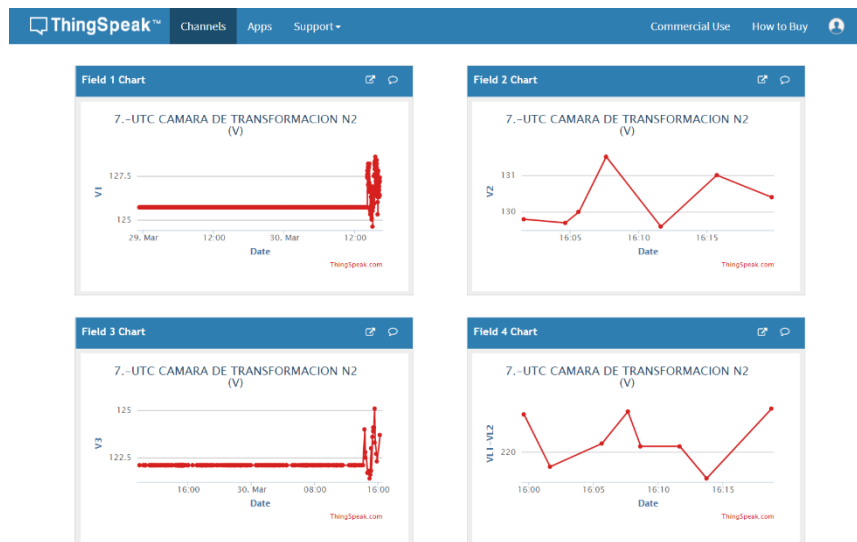 ThingSpeak™ Channels Apps Support Commercial Use How to Buy
Field 1 Chart
7.-UTC CAMARA DE TRANSFORMACION N2
(V)
V1
127.5
125
29. Mar 12:00 30. Mar 12:00
Date
ThingSpeak.com
Field 2 Chart
7.-UTC CAMARA DE TRANSFORMACION N2
(V)
V2
131
130
16:05 16:10 16:15
Date
ThingSpeak.com
Field 3 Chart
7.-UTC CAMARA DE TRANSFORMACION N2
(V)
V3
125
122.5
16:00 30. Mar 08:00 16:00
Date
ThingSpeak.com
Field 4 Chart
7.-UTC CAMARA DE TRANSFORMACION N2
(V)
VL1-VL2
220
16:00 16:05 16:10 16:15
Date
ThingSpeak.com